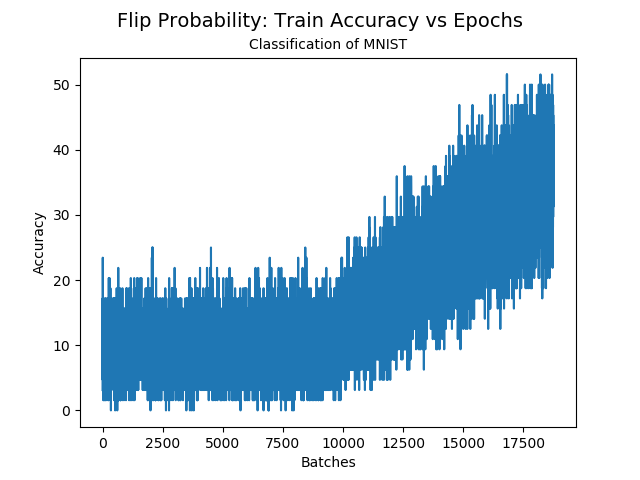 Flip Probability: Train Accuracy vs Epochs
Classification of MNIST
50
40
30
20
10
0
Accuracy
0 2500 5000 7500 10000 12500 15000 17500
Batches